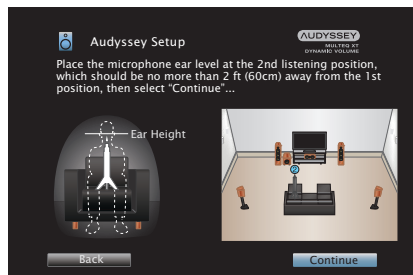 Audyssey Setup
AUDYSSEY
MULTEQ XT
DYNAMIC VOLUME
Place the microphone ear level at the 2nd listening position,
which should be no more than 2 ft (60cm) away from the 1st
position, then select “Continue”...
Ear Height
2
Back
Continue